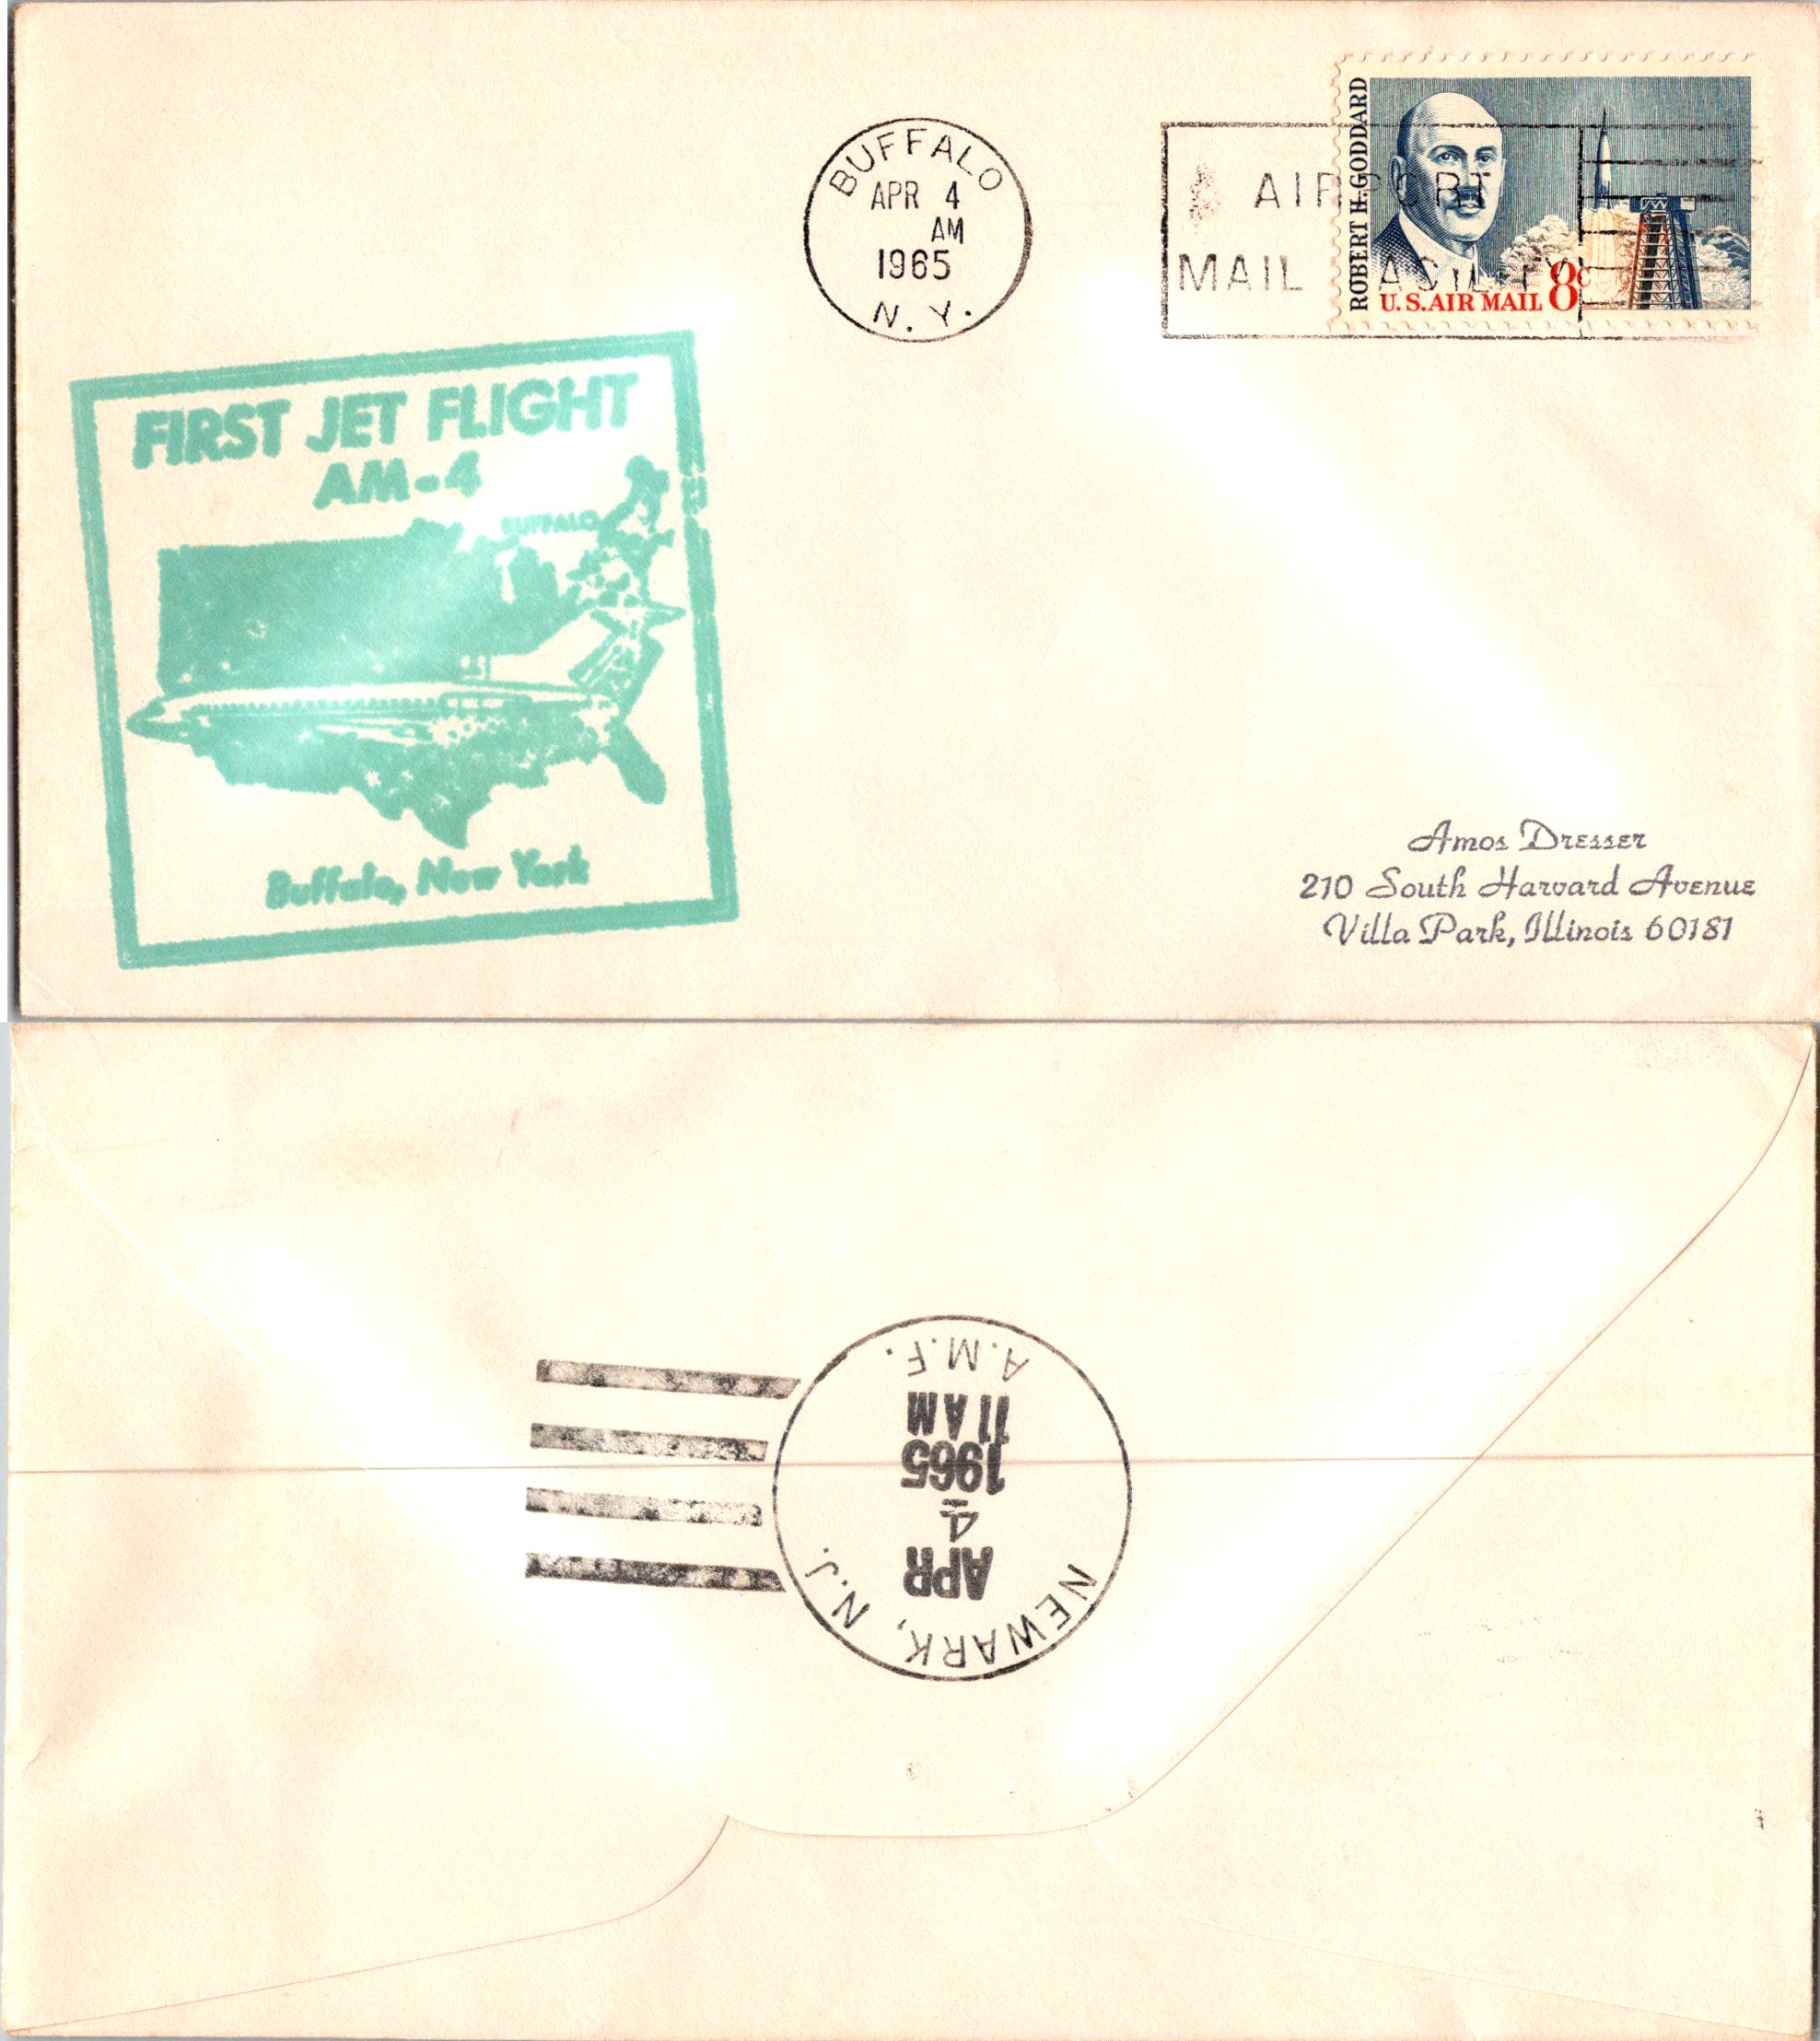 BUFFALO
APR 4
AM
1965
N. Y.
AIRPORT
MAIL FACILITY
ROBERT H. GODDARD
U.S. AIR MAIL 8c
FIRST JET FLIGHT
AM-4
BUFFALO
Buffalo, New York
Amos Dresser
210 South Harvard Avenue
Villa Park, Illinois 60181
NEWARK, N.J.
APR
4
1965
11 AM
A.M.F.